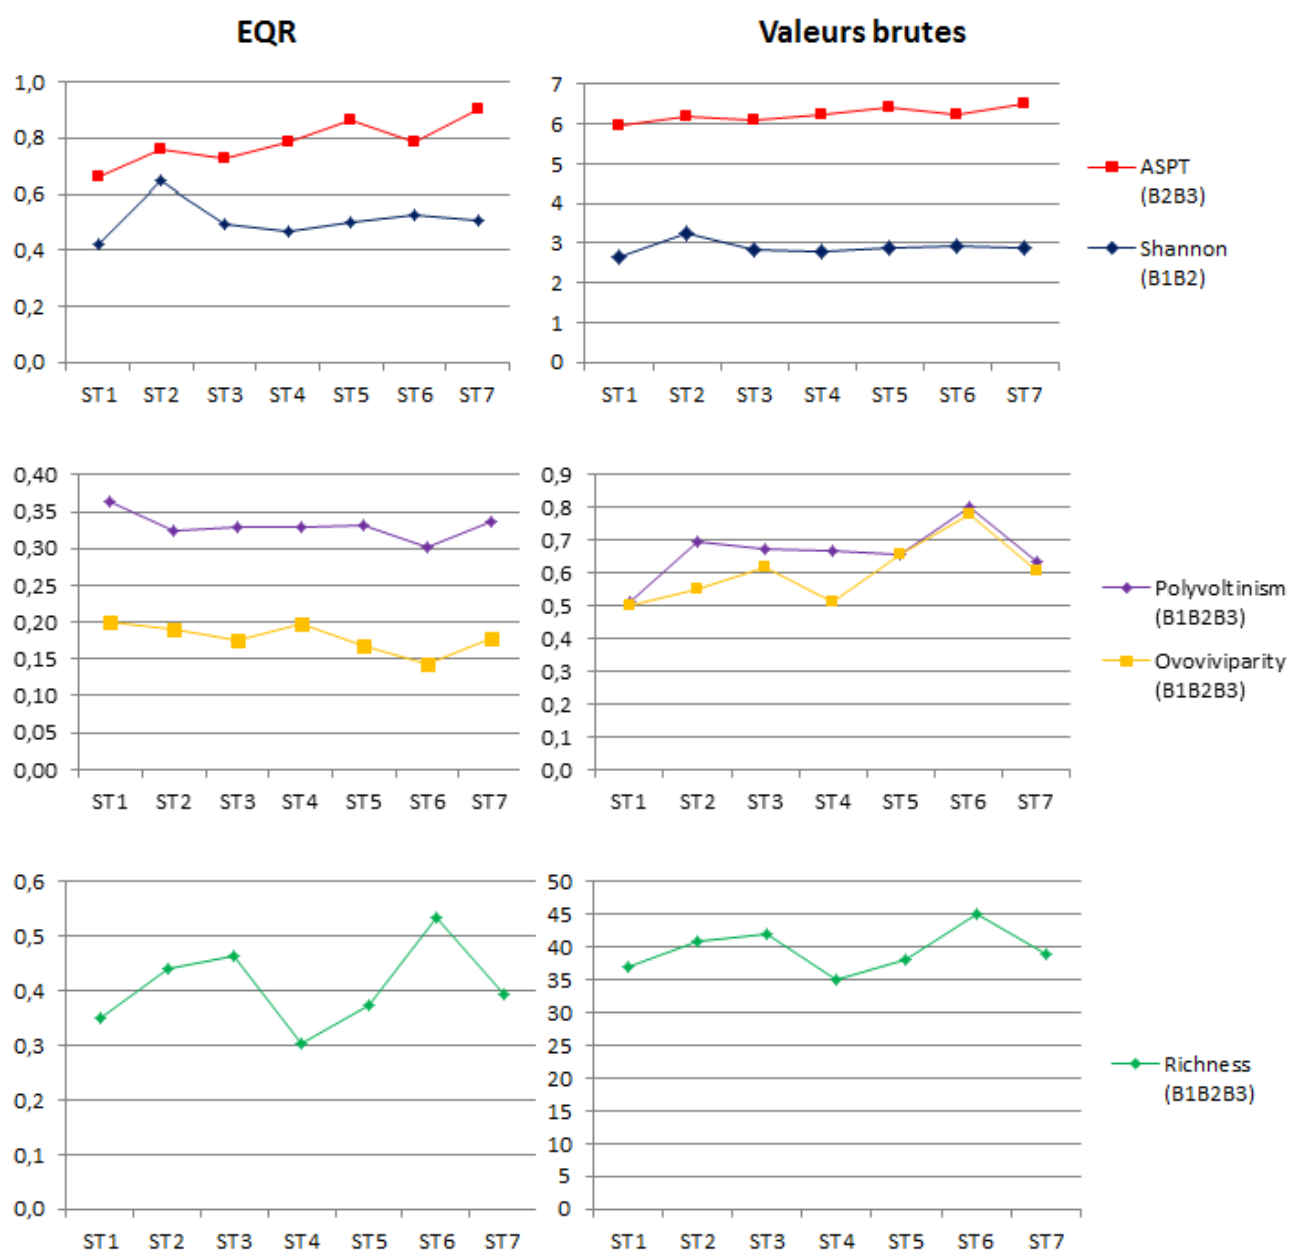 EQR
Valeurs brutes
1,0
0,8
0,6
0,4
0,2
0,0
ST1 ST2 ST3 ST4 ST5 ST6 ST7
7
6
5
4
3
2
1
0
ST1 ST2 ST3 ST4 ST5 ST6 ST7
ASPT
(B2B3)
Shannon
(B1B2)
0,40
0,35
0,30
0,25
0,20
0,15
0,10
0,05
0,00
ST1 ST2 ST3 ST4 ST5 ST6 ST7
0,9
0,8
0,7
0,6
0,5
0,4
0,3
0,2
0,1
0,0
ST1 ST2 ST3 ST4 ST5 ST6 ST7
Polyvoltinism
(B1B2B3)
Ovoviviparity
(B1B2B3)
0,6
0,5
0,4
0,3
0,2
0,1
0,0
ST1 ST2 ST3 ST4 ST5 ST6 ST7
50
45
40
35
30
25
20
15
10
5
0
ST1 ST2 ST3 ST4 ST5 ST6 ST7
Richness
(B1B2B3)